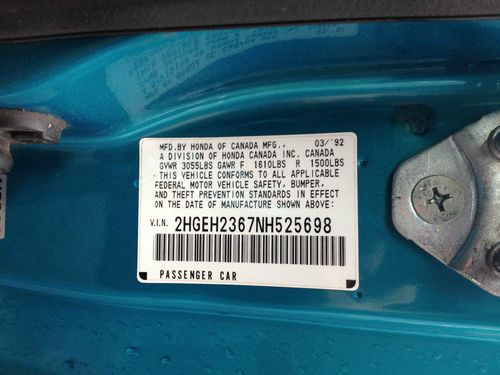 MFD.BY HONDA OF CANADA MFG., 03/'92
A DIVISION OF HONDA CANADA INC. CANADA
GVWR 3055LBS GAWR F 1610LBS R 1500LBS
THIS VEHICLE CONFORMS TO ALL APPLICABLE
FEDERAL MOTOR VEHICLE SAFETY, BUMPER,
AND THEFT PREVENTION STANDARDS IN EFFECT
ON THE DATE OF MANUFACTURE SHOWN ABOVE.
V.I.N. 2HGEH2367NH525698
PASSENGER CAR